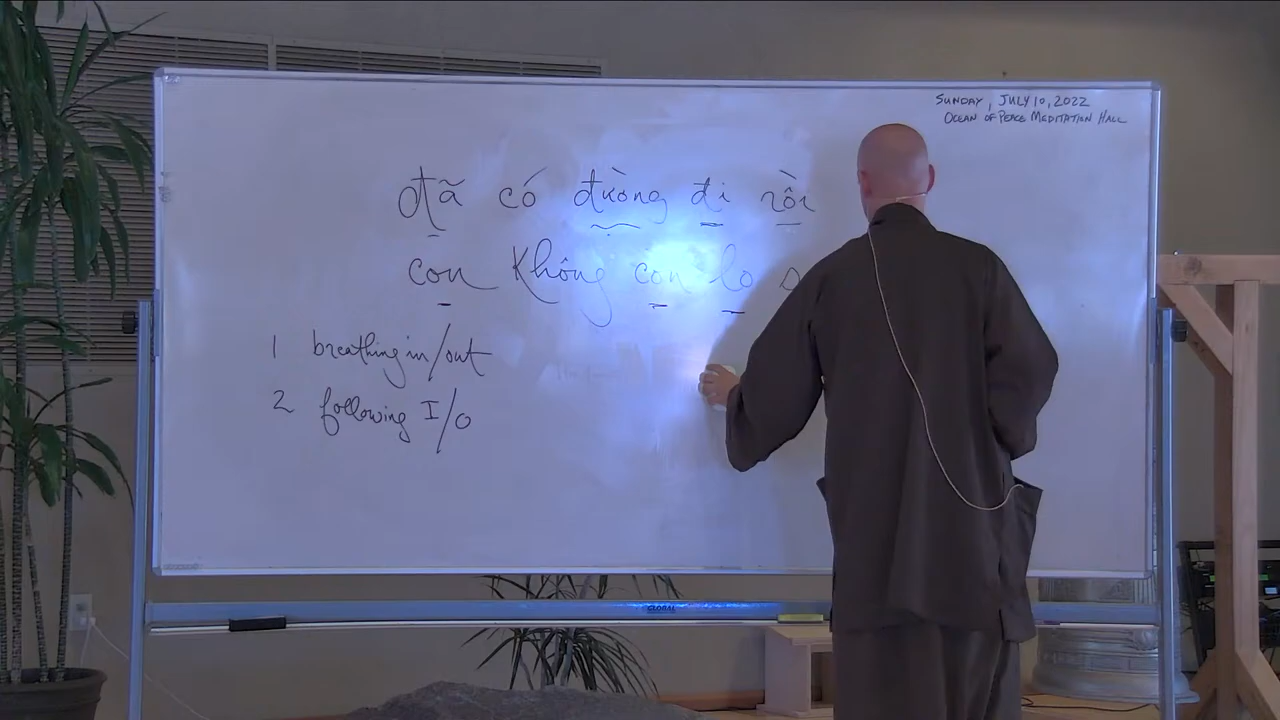 SUNDAY, JULY 10, 2022
OCEAN OF PEACE MEDITATION HALL
đã có đường đi rồi
con không còn lo s
1 breathing in/out
2 following I/O
GLOBAL